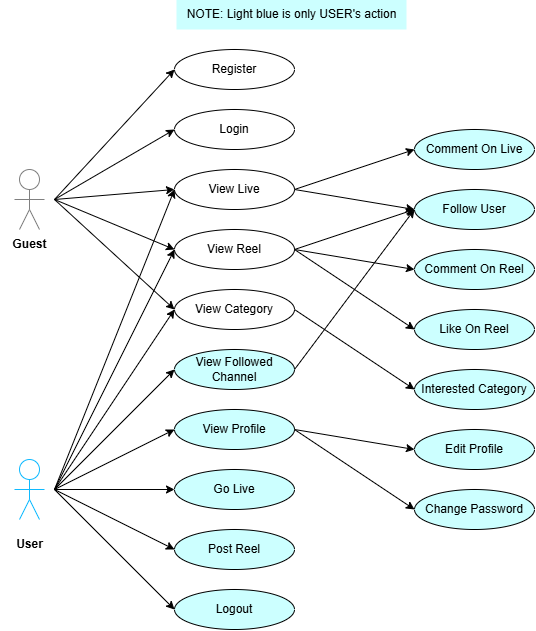 NOTE: Light blue is only USER's action
Register
Login
Comment On Live
View Live
Follow User
Guest
View Reel
Comment On Reel
View Category
Like On Reel
View Followed
Channel
Interested Category
View Profile
Edit Profile
Go Live
Change Password
User
Post Reel
Logout